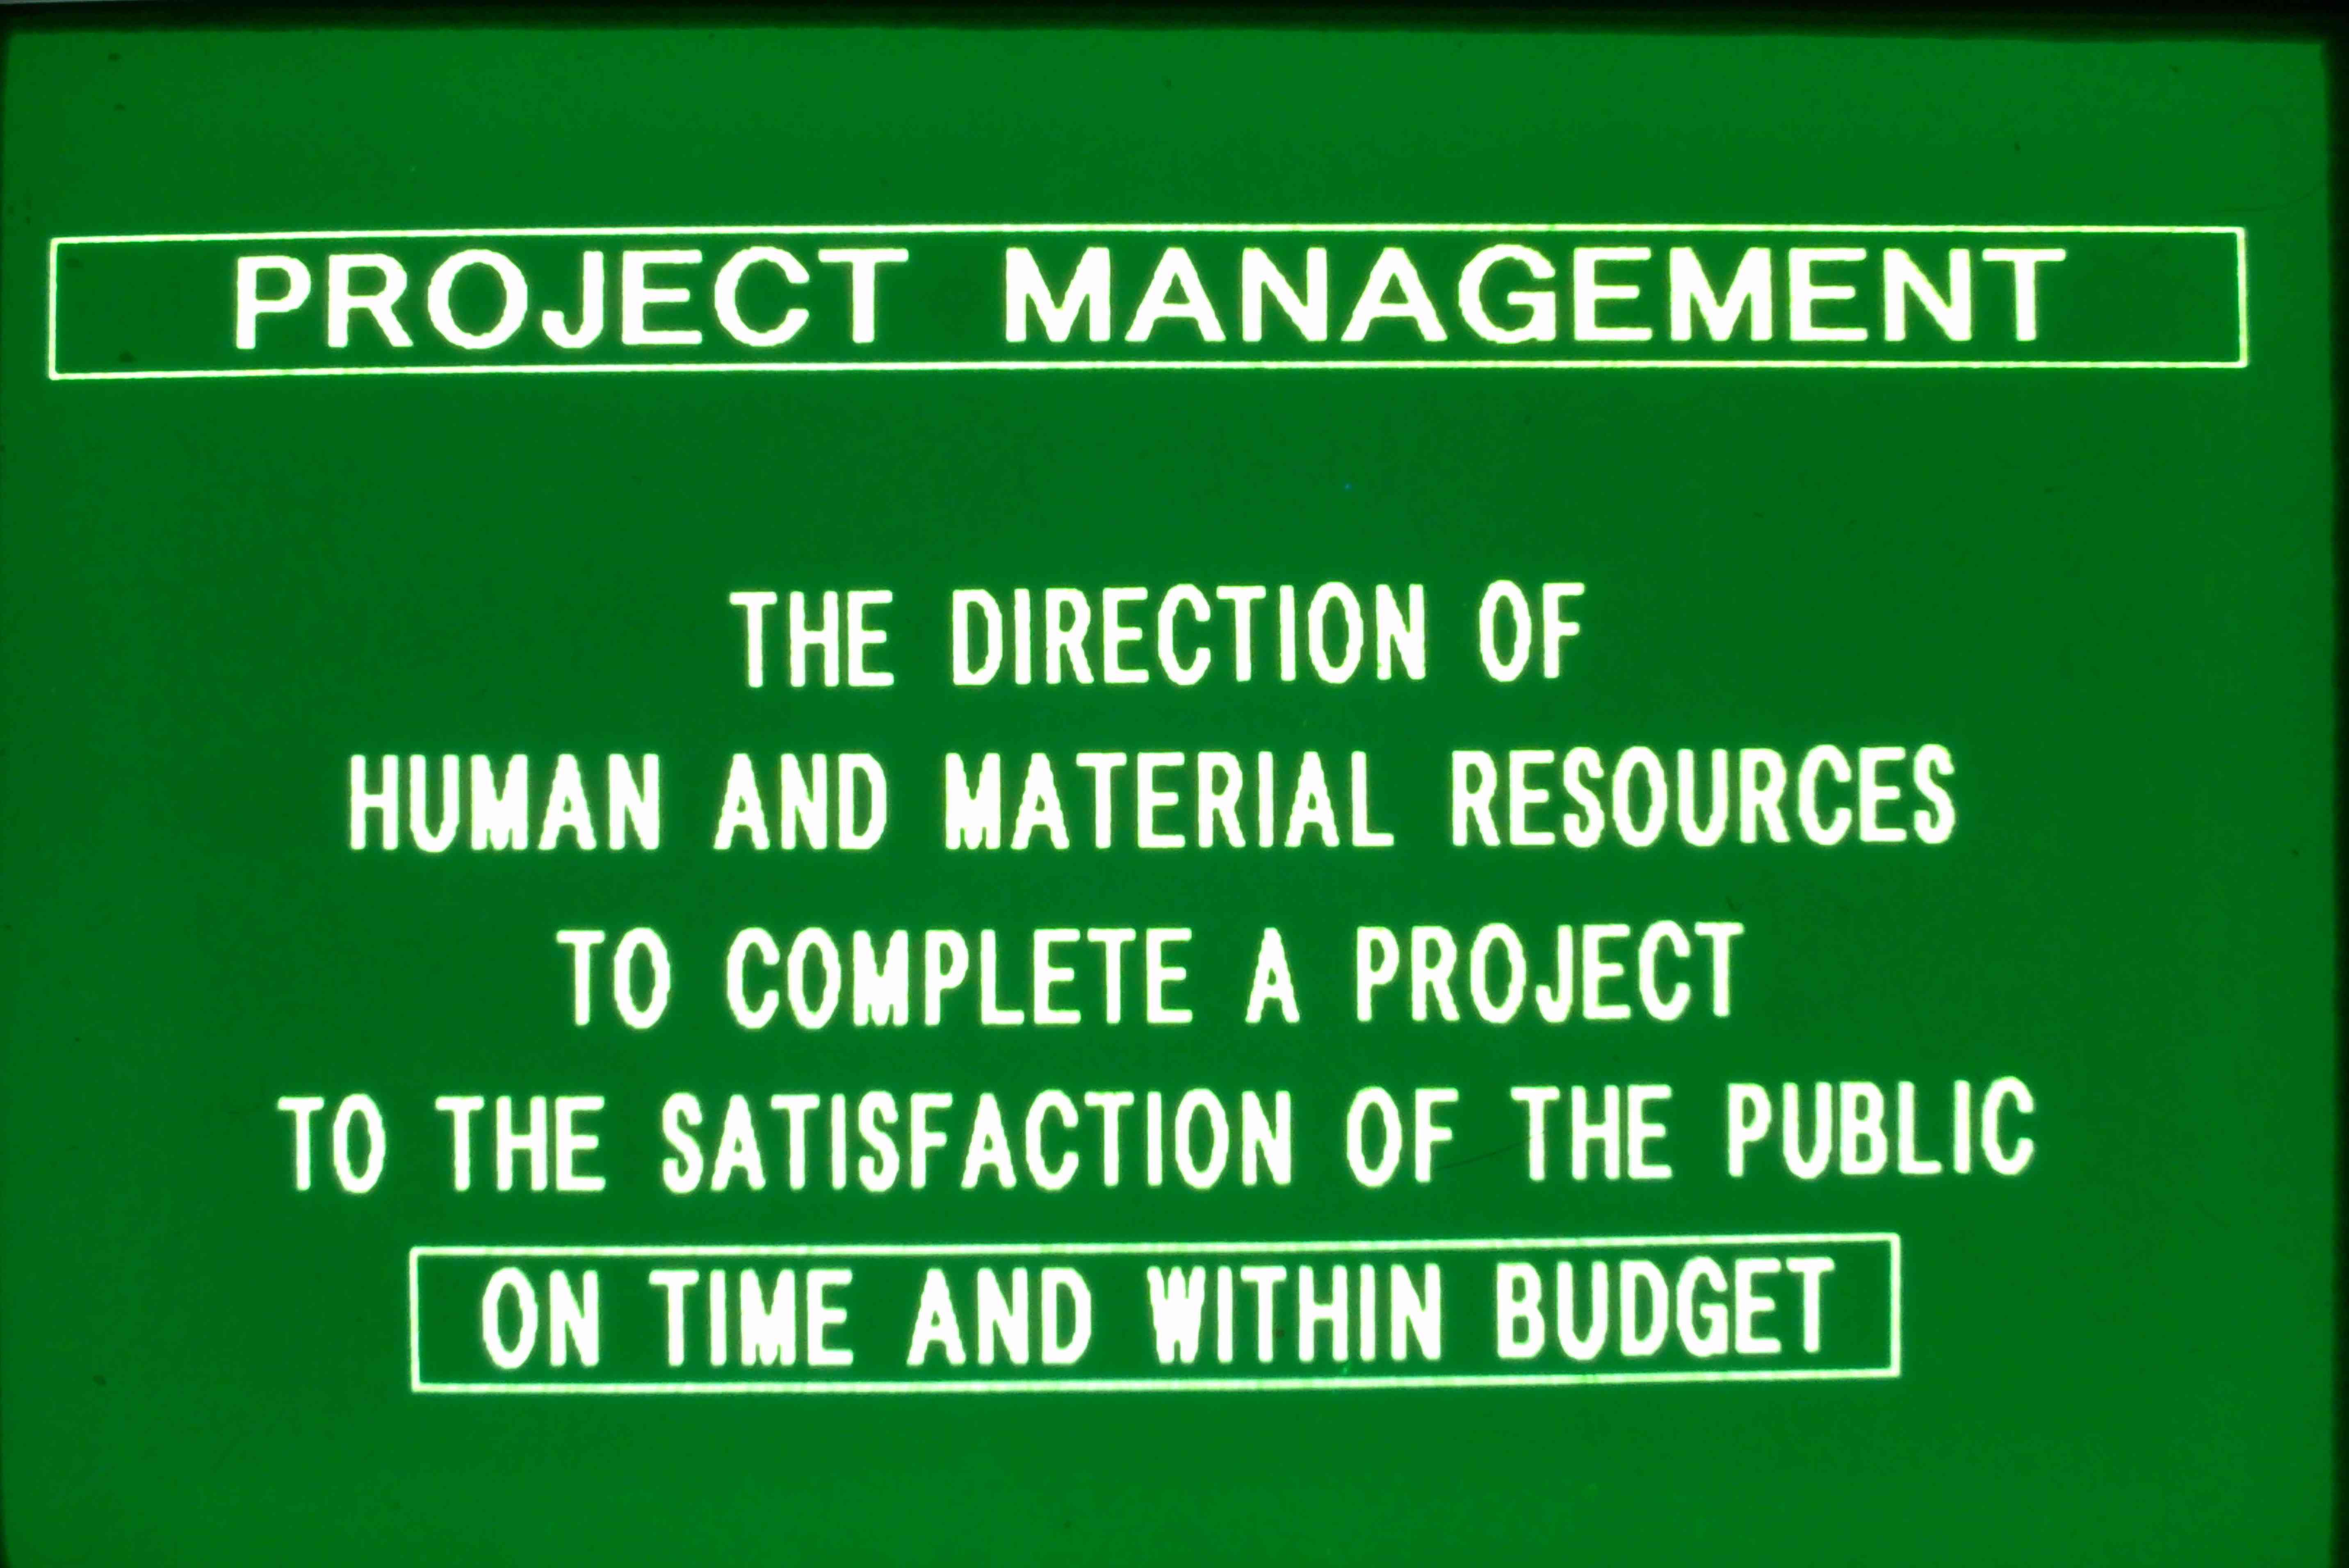 PROJECT MANAGEMENT
THE DIRECTION OF
HUMAN AND MATERIAL RESOURCES
TO COMPLETE A PROJECT
TO THE SATISFACTION OF THE PUBLIC
ON TIME AND WITHIN BUDGET